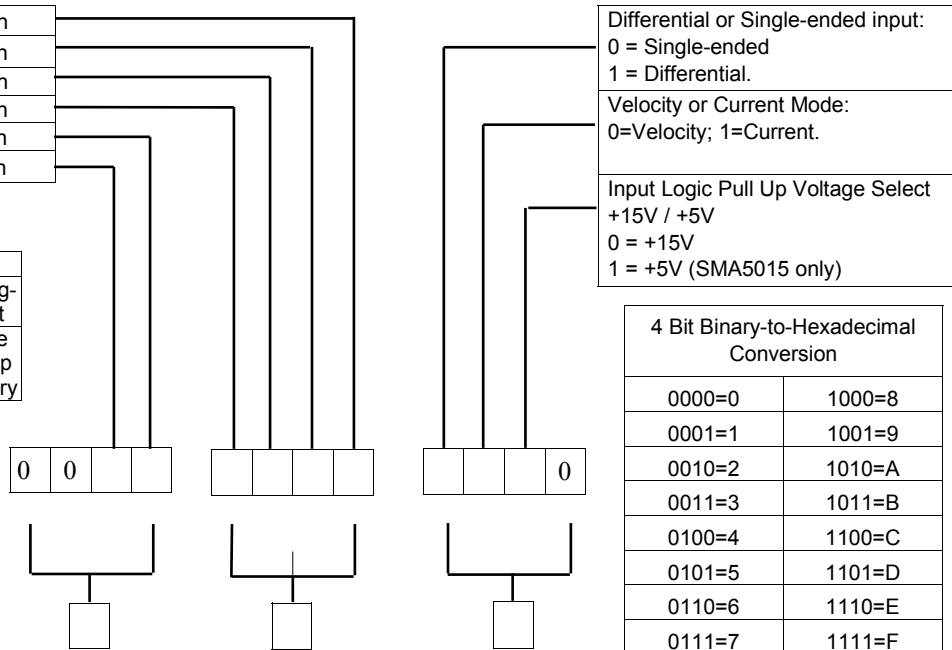 n
n
n
n
n
n
g-
t
e
p
ry
Differential or Single-ended input:
0 = Single-ended
1 = Differential.
Velocity or Current Mode:
0=Velocity; 1=Current.
Input Logic Pull Up Voltage Select
+15V / +5V
0 = +15V
1 = +5V (SMA5015 only)
0 0
0
4 Bit Binary-to-Hexadecimal
Conversion
0000=0 1000=8
0001=1 1001=9
0010=2 1010=A
0011=3 1011=B
0100=4 1100=C
0101=5 1101=D
0110=6 1110=E
0111=7 1111=F